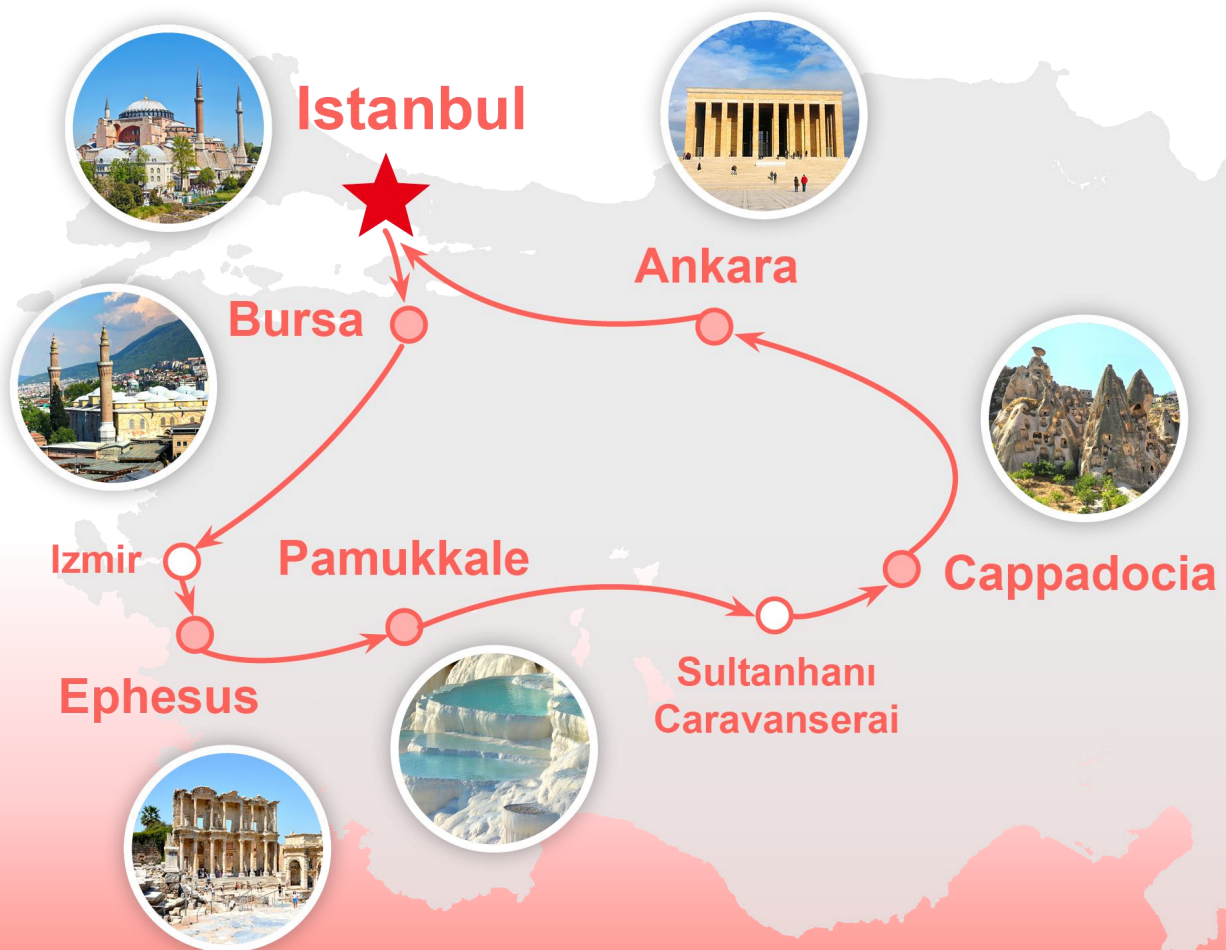 Istanbul
Ankara
Bursa
Izmir
Pamukkale
Cappadocia
Ephesus
Sultanhanı
Caravanserai